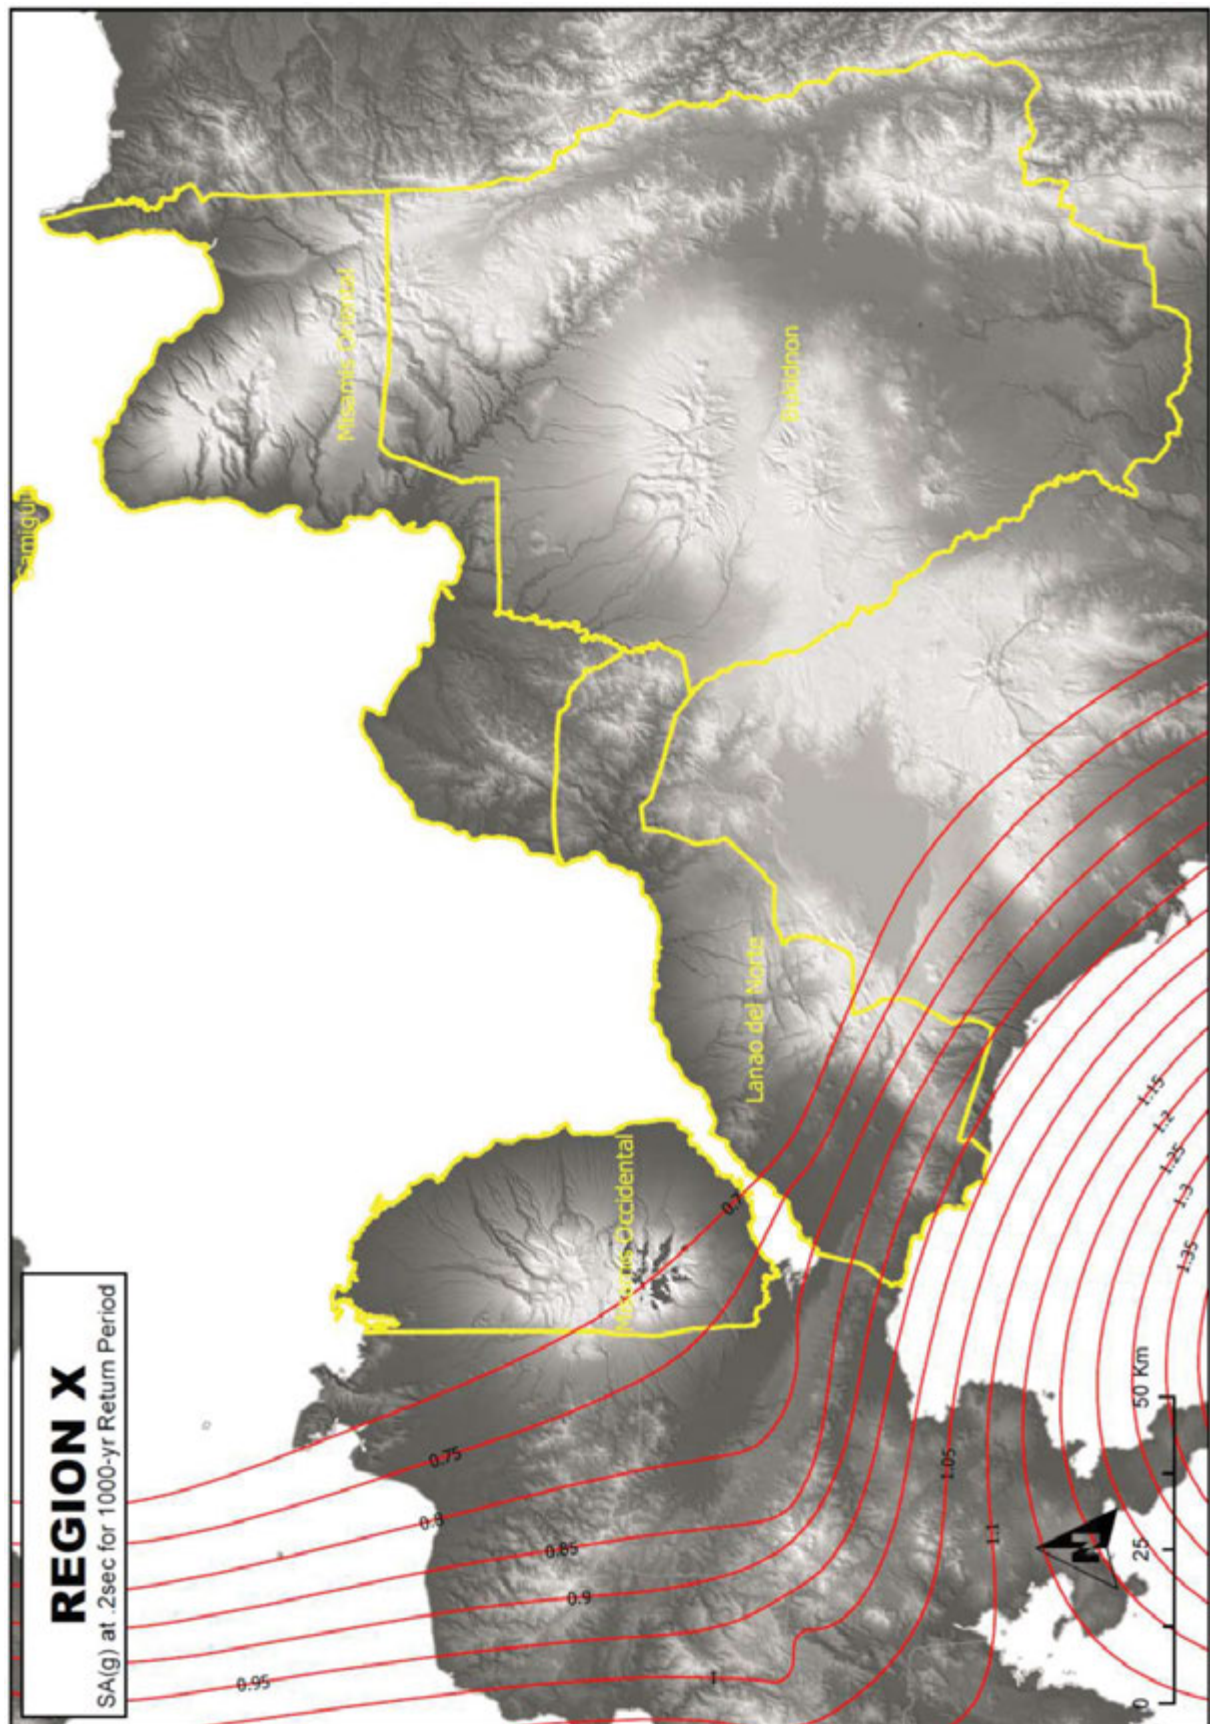 REGION X
SA(g) at .2sec for 1000-yr Return Period
Camiguin
Misamis Oriental
Bukidnon
Lanao del Norte
Misamis Occidental
0.7
0.75
0.8
0.85
0.9
0.95
1
1.05
1.1
1.15
1.2
1.25
1.3
1.35
N
0 25 50 Km